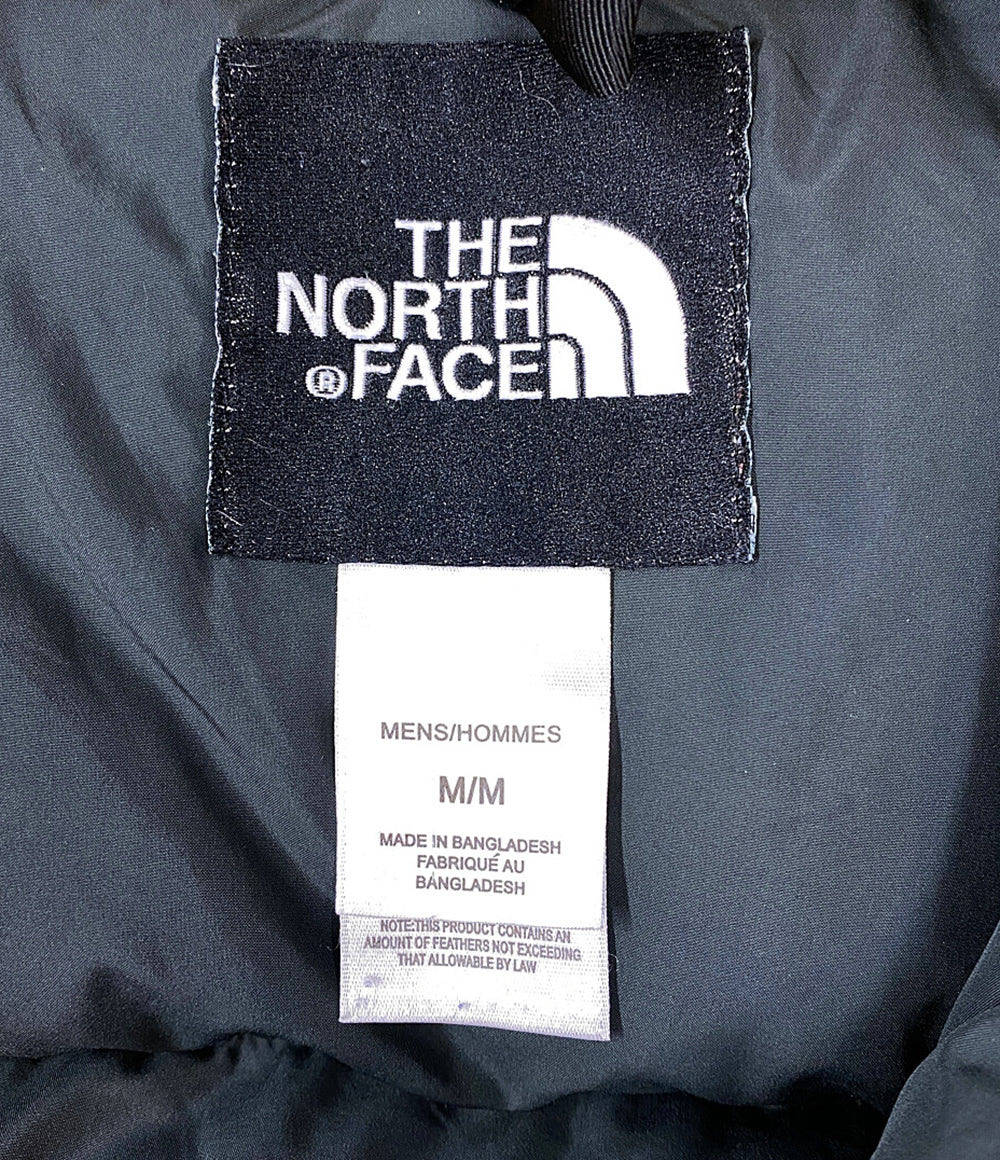 THE
NORTH
® FACE
MENS/HOMMES
M/M
MADE IN BANGLADESH
FABRIQUÉ AU
BANGLADESH
NOTE:THIS PRODUCT CONTAINS AN
AMOUNT OF FEATHERS NOT EXCEEDING
THAT ALLOWABLE BY LAW